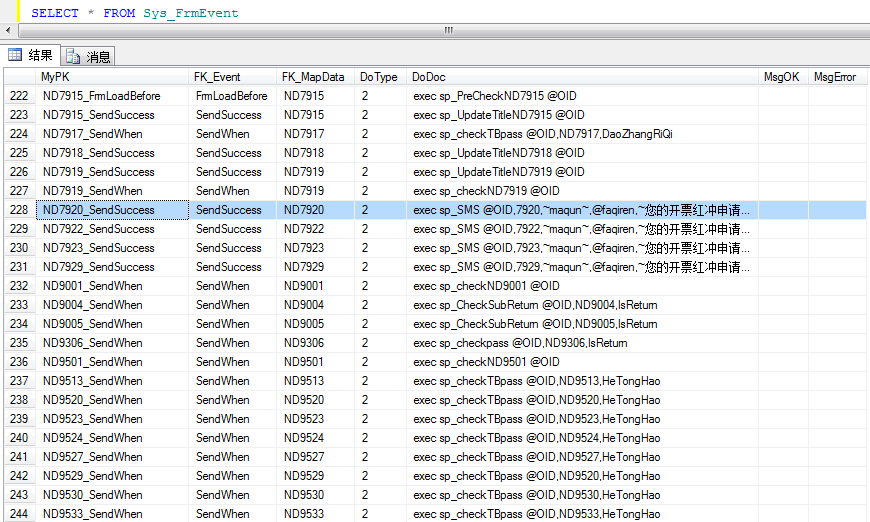 SELECT * FROM Sys_FrmEvent
结果 消息
MyPK FK_Event FK_MapData DoType DoDoc MsgOK MsgError
222 ND7915_FrmLoadBefore FrmLoadBefore ND7915 2 exec sp_PreCheckND7915 @OID
223 ND7915_SendSuccess SendSuccess ND7915 2 exec sp_UpdateTitleND7915 @OID
224 ND7917_SendWhen SendWhen ND7917 2 exec sp_checkTBpass @OID,ND7917,DaoZhangRiQi
225 ND7918_SendSuccess SendSuccess ND7918 2 exec sp_UpdateTitleND7918 @OID
226 ND7919_SendSuccess SendSuccess ND7919 2 exec sp_UpdateTitleND7919 @OID
227 ND7919_SendWhen SendWhen ND7919 2 exec sp_checkND7919 @OID
228 ND7920_SendSuccess SendSuccess ND7920 2 exec sp_SMS @OID,7920,~maqun~,@faqiren,~您的开票红冲申请...
229 ND7922_SendSuccess SendSuccess ND7922 2 exec sp_SMS @OID,7922,~maqun~,@faqiren,~您的开票红冲申请...
230 ND7923_SendSuccess SendSuccess ND7923 2 exec sp_SMS @OID,7923,~maqun~,@faqiren,~您的开票红冲申请...
231 ND7929_SendSuccess SendSuccess ND7929 2 exec sp_SMS @OID,7929,~maqun~,@faqiren,~您的开票红冲申请...
232 ND9001_SendWhen SendWhen ND9001 2 exec sp_checkND9001 @OID
233 ND9004_SendWhen SendWhen ND9004 2 exec sp_CheckSubReturn @OID,ND9004,IsReturn
234 ND9005_SendWhen SendWhen ND9005 2 exec sp_CheckSubReturn @OID,ND9005,IsReturn
235 ND9306_SendWhen SendWhen ND9306 2 exec sp_checkpass @OID,ND9306,IsReturn
236 ND9501_SendWhen SendWhen ND9501 2 exec sp_checkND9501 @OID
237 ND9513_SendWhen SendWhen ND9513 2 exec sp_checkTBpass @OID,ND9513,HeTongHao
238 ND9520_SendWhen SendWhen ND9520 2 exec sp_checkTBpass @OID,ND9520,HeTongHao
239 ND9523_SendWhen SendWhen ND9523 2 exec sp_checkTBpass @OID,ND9523,HeTongHao
240 ND9524_SendWhen SendWhen ND9524 2 exec sp_checkTBpass @OID,ND9524,HeTongHao
241 ND9527_SendWhen SendWhen ND9527 2 exec sp_checkTBpass @OID,ND9527,HeTongHao
242 ND9529_SendWhen SendWhen ND9529 2 exec sp_checkTBpass @OID,ND9520,HeTongHao
243 ND9530_SendWhen SendWhen ND9530 2 exec sp_checkTBpass @OID,ND9530,HeTongHao
244 ND9533_SendWhen SendWhen ND9533 2 exec sp_checkTBpass @OID,ND9533,HeTongHao